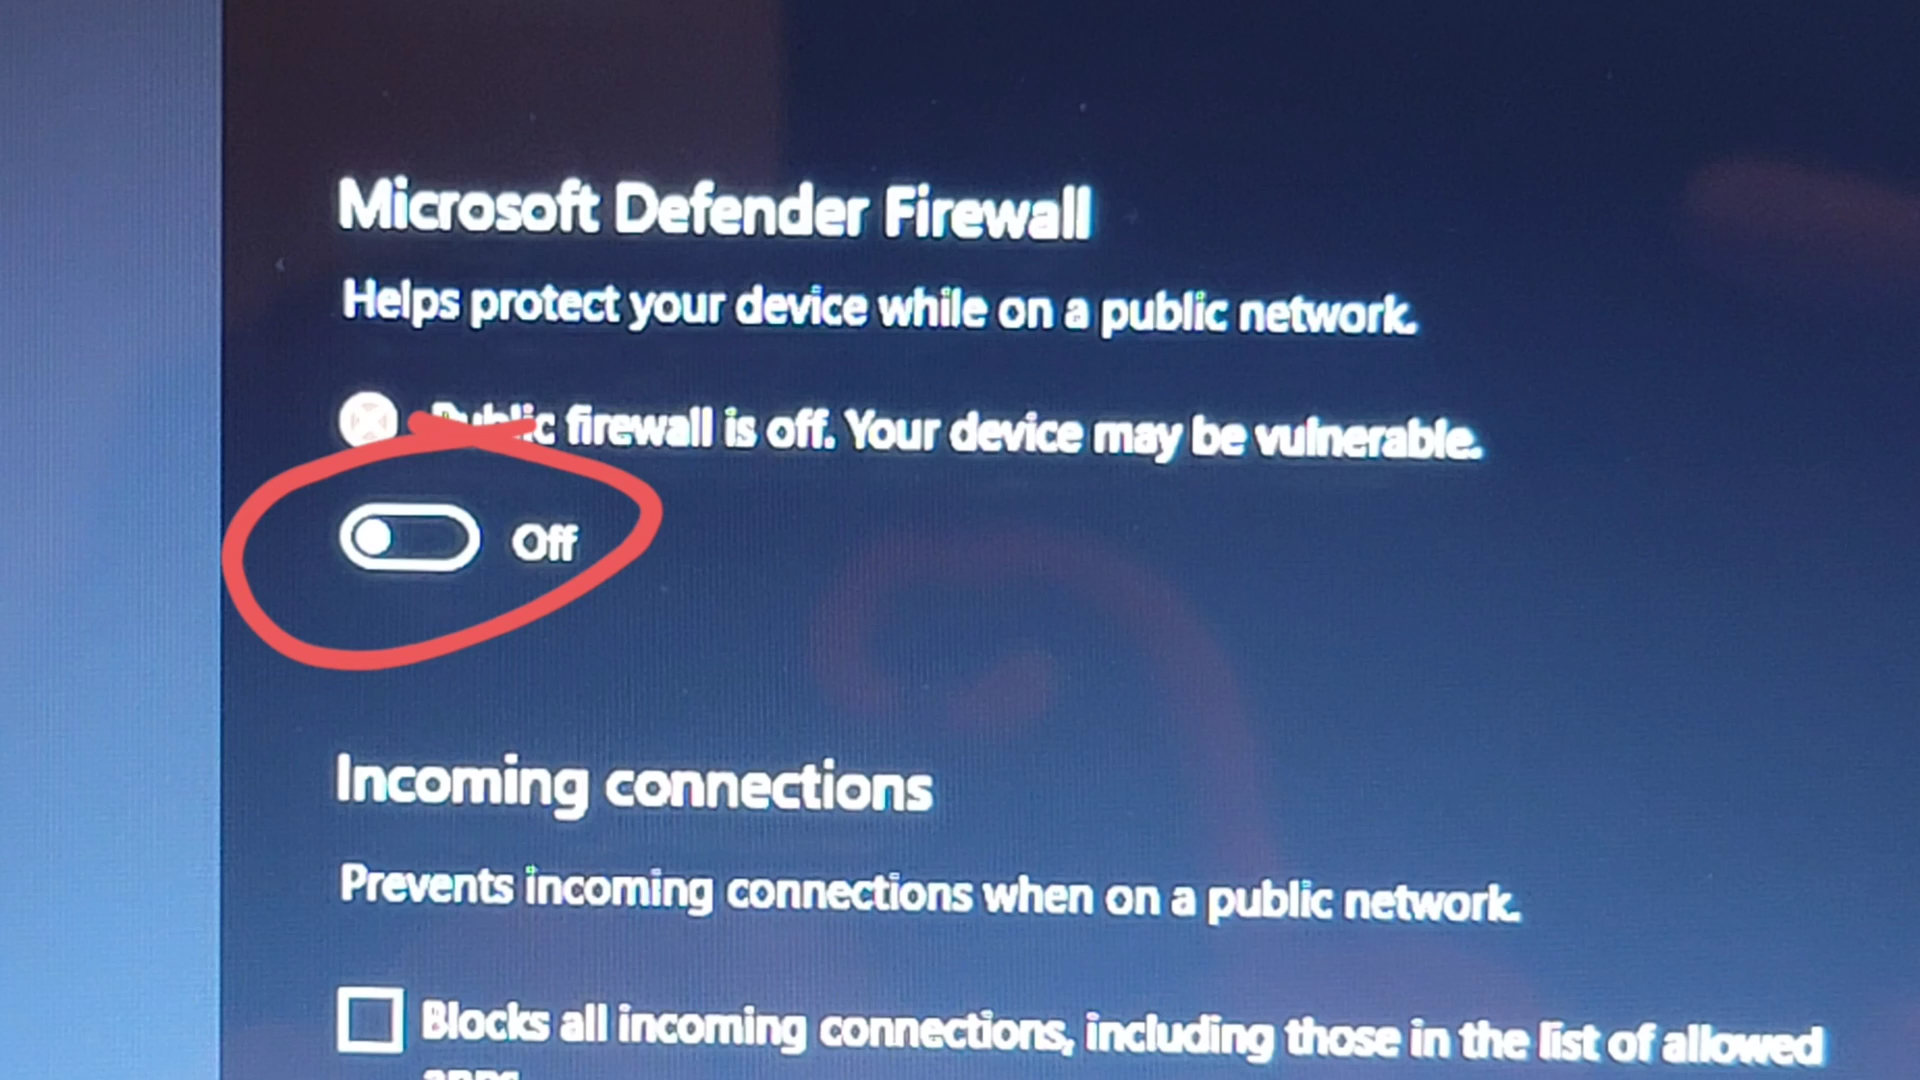 Microsoft Defender Firewall
Helps protect your device while on a public network.
Public firewall is off. Your device may be vulnerable.
Off
Incoming connections
Prevents incoming connections when on a public network.
Blocks all incoming connections, including those in the list of allowed
apps.